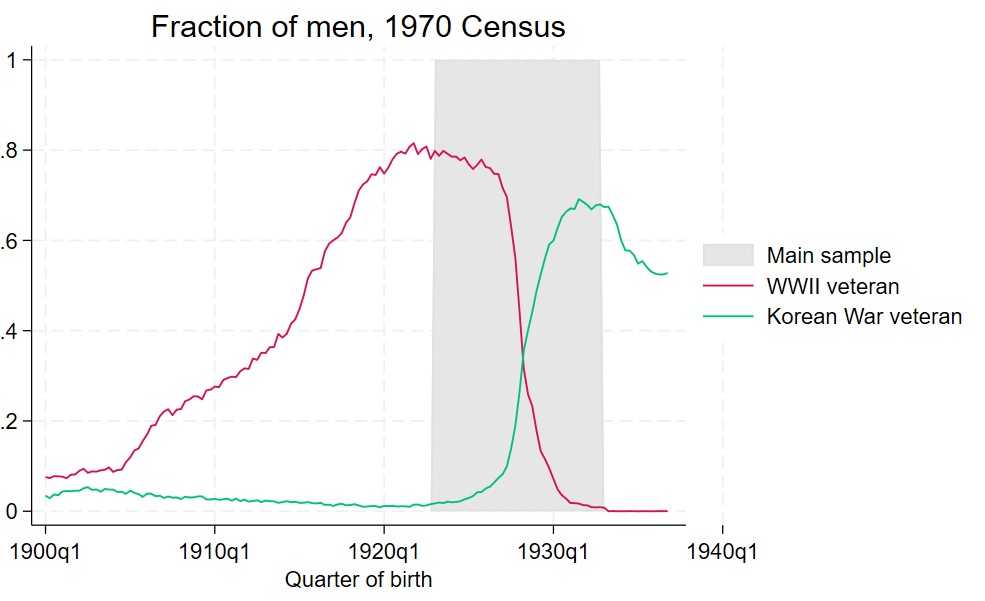 Fraction of men, 1970 Census
1
.8
.6
.4
.2
0
1900q1 1910q1 1920q1 1930q1 1940q1
Quarter of birth
Main sample
WWII veteran
Korean War veteran